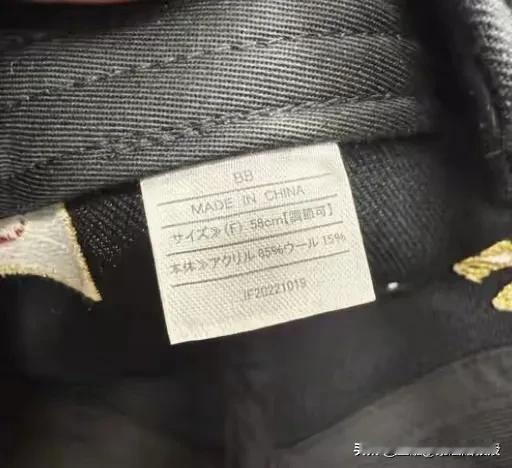 BB
MADE IN CHINA
サイズ≫(F) 58cm【調節可】
本体≫アクリル 85%ウール 15%
IF20221019